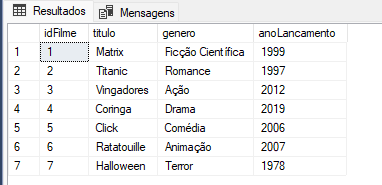 Resultados Mensagens
idFilme titulo genero anoLancamento
1 1 Matrix Ficção Científica 1999
2 2 Titanic Romance 1997
3 3 Vingadores Ação 2012
4 4 Coringa Drama 2019
5 5 Click Comédia 2006
6 6 Ratatouille Animação 2007
7 7 Halloween Terror 1978